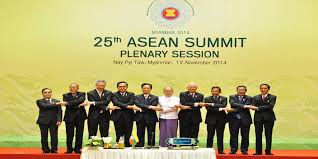 MYANMAR, 2014
25th ASEAN SUMMIT
PLENARY SESSION
Nay Pyi Taw, Myanmar, 12 November 2014